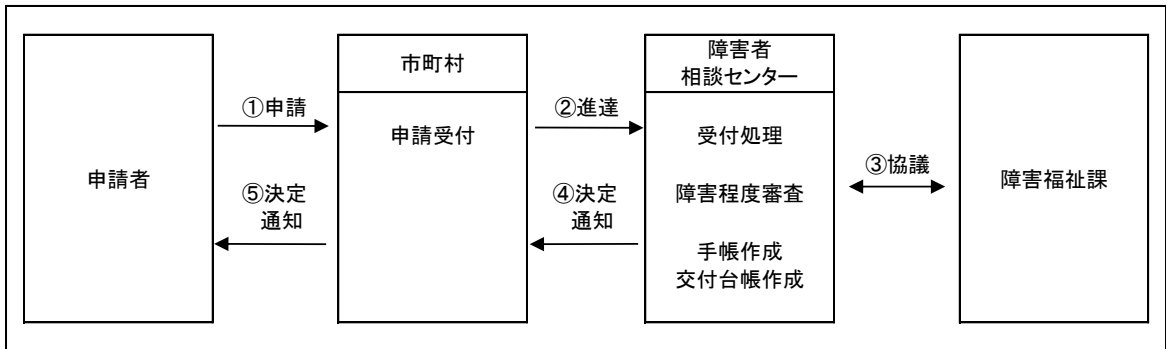 申請者
①申請
⑤決定
通知
市町村
申請受付
②進達
④決定
通知
障害者
相談センター
受付処理
障害程度審査
手帳作成
交付台帳作成
③協議
障害福祉課